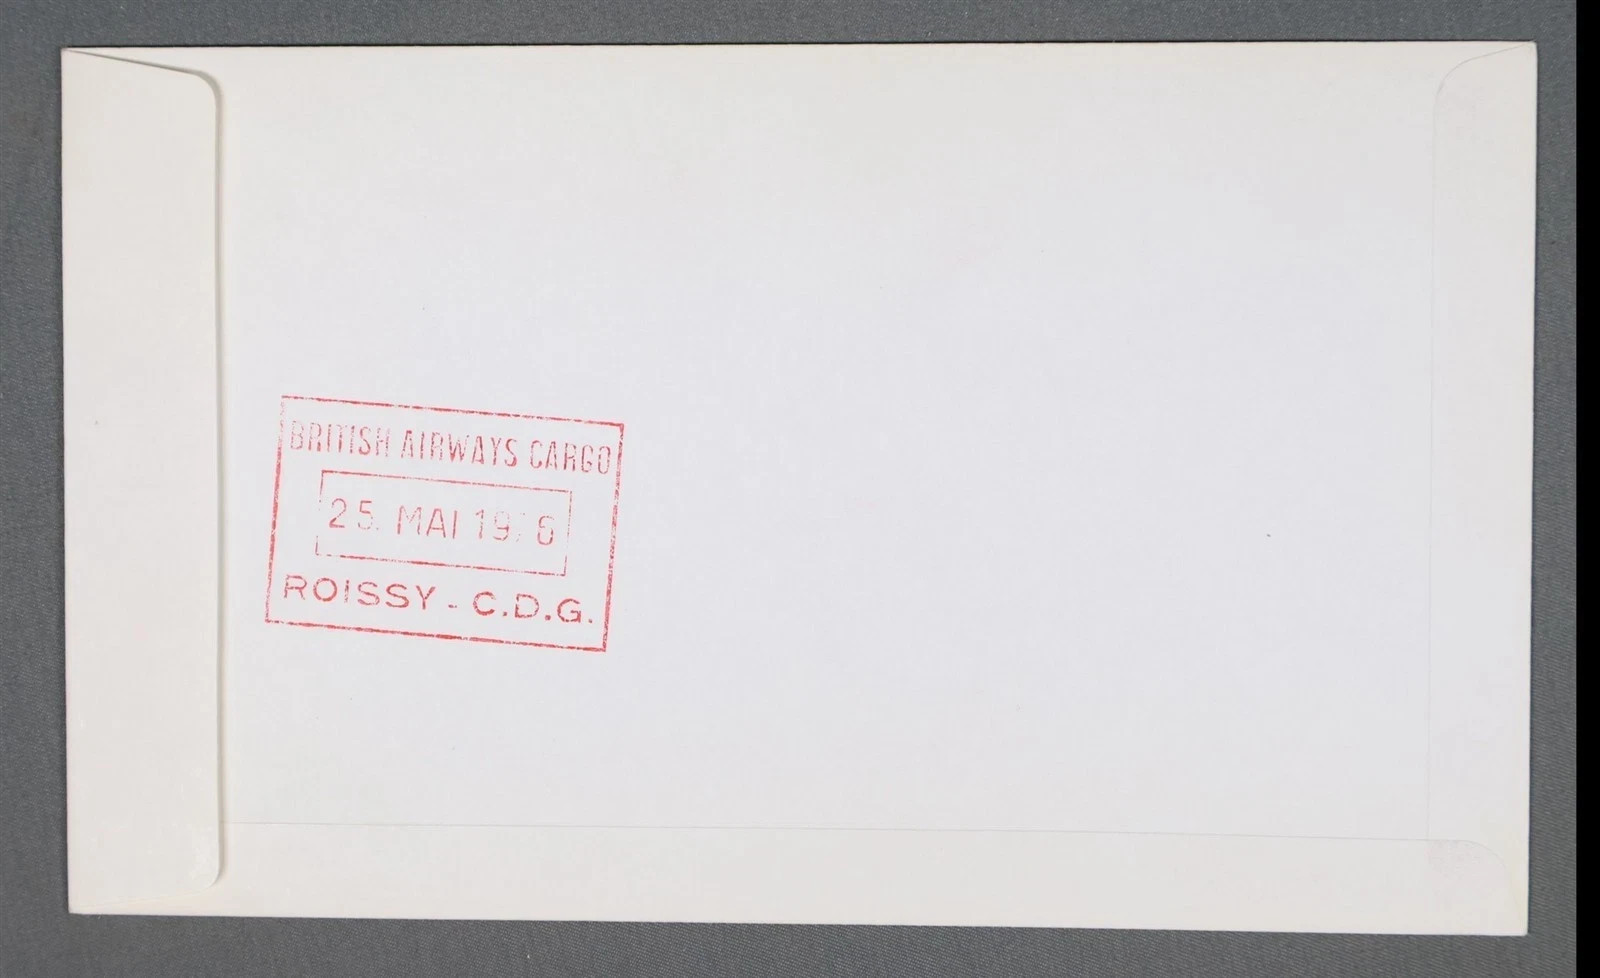 BRITISH AIRWAYS CARGO
25. MAI 1976
ROISSY - C.D.G.